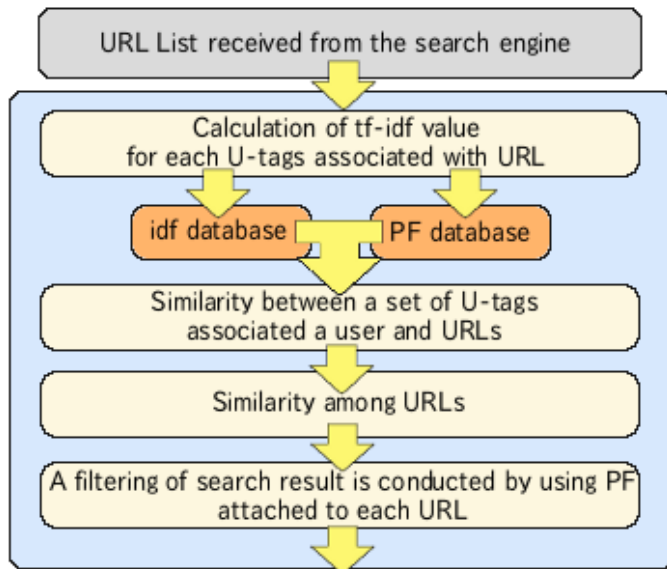 URL List received from the search engine
Calculation of tf-idf value
for each U-tags associated with URL
idf database
PF database
Similarity between a set of U-tags
associated a user and URLs
Similarity among URLs
A filtering of search result is conducted by using PF
attached to each URL